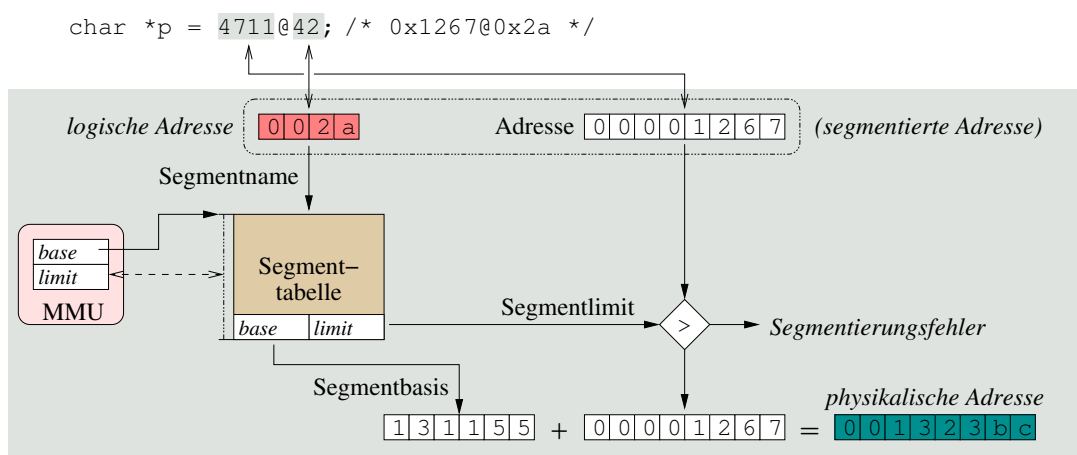 char *p = 4711@42; /* 0x1267@0x2a */
logische Adresse 0 0 2 a Adresse 0 0 0 0 1 2 6 7 (segmentierte Adresse)
Segmentname
base
limit
MMU
Segment–
tabelle
base limit
Segmentlimit
> Segmentierungsfehler
Segmentbasis
physikalische Adresse
1 3 1 1 5 5 + 0 0 0 0 1 2 6 7 = 0 0 1 3 2 3 b c